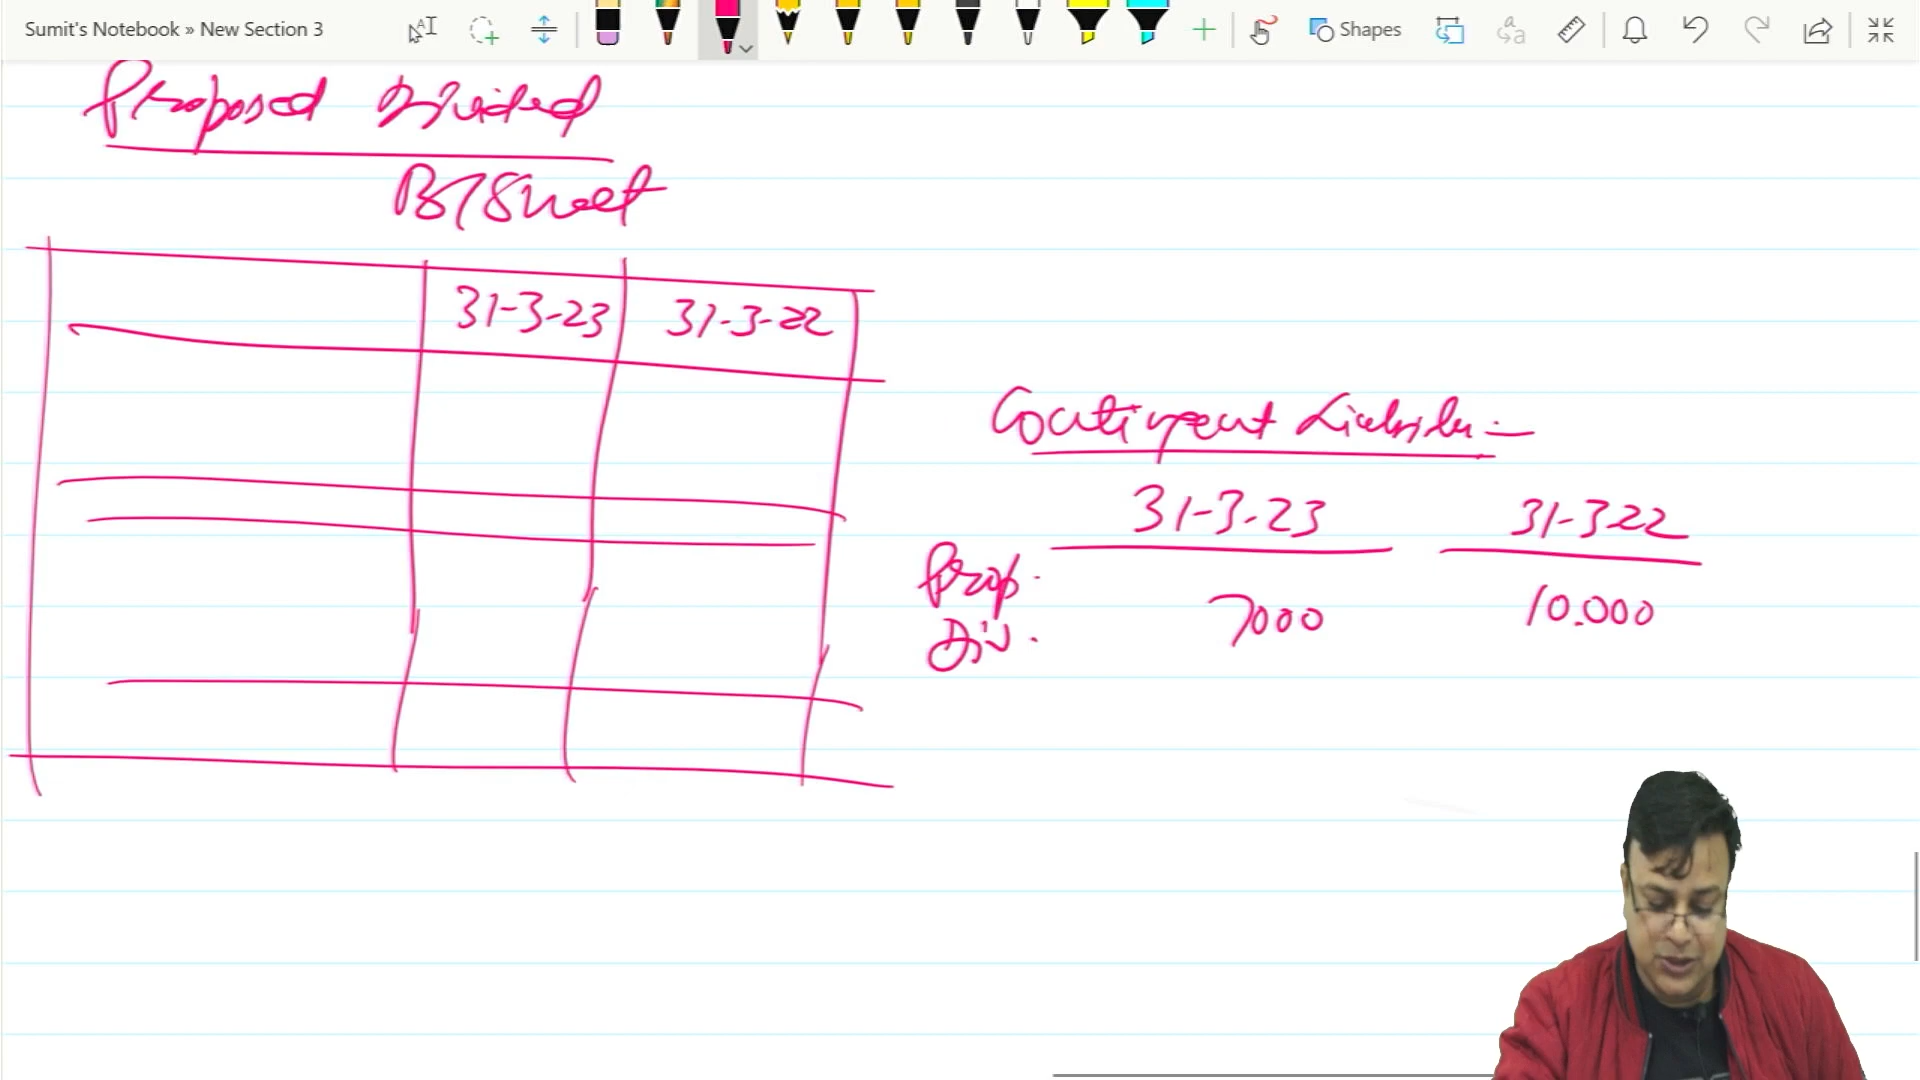 Sumit's Notebook » New Section 3
Shapes
Proposed Dividend
B/Sheet
31-3-23 31-3-22
Contingent Liabilities
31-3-23 31-3-22
Prop. Div. 7000 10.000